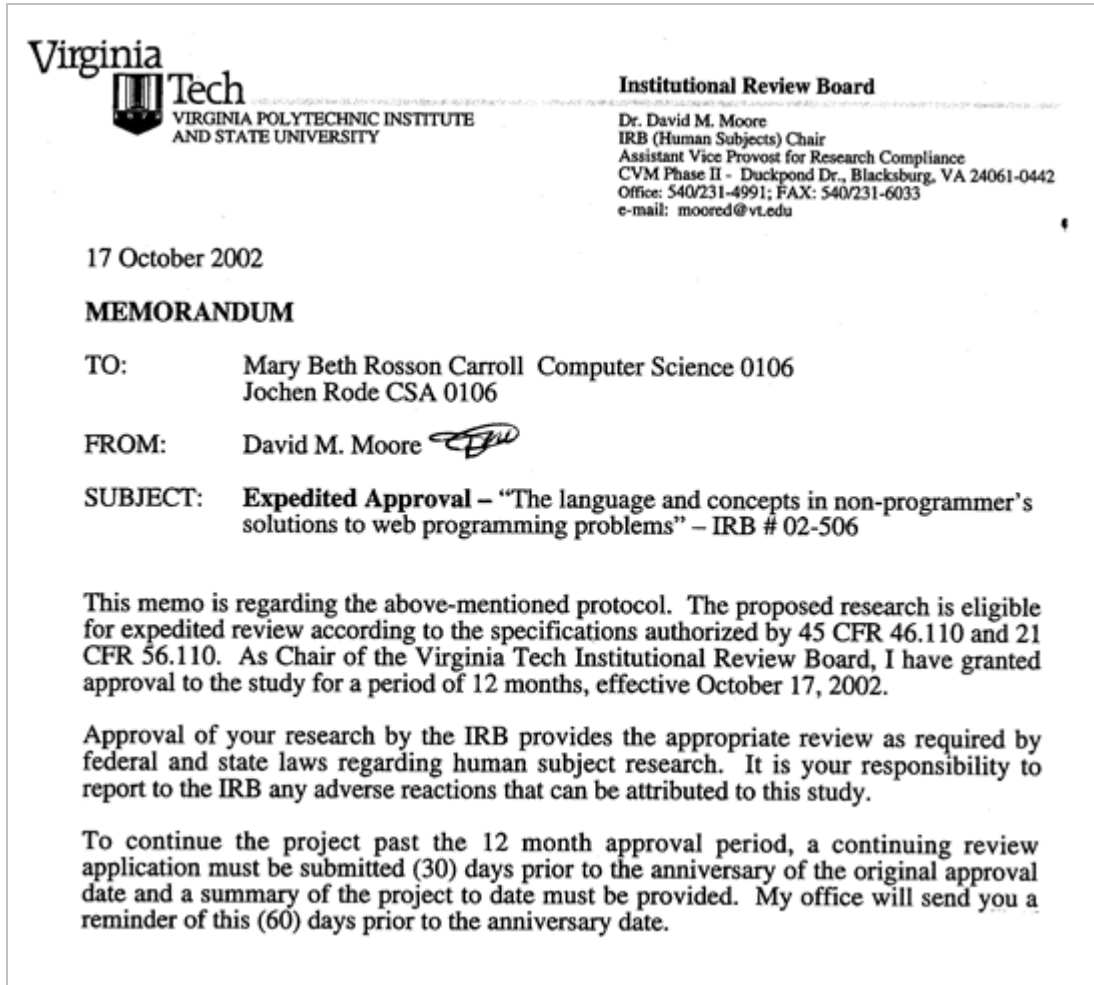 Virginia
Tech
VIRGINIA POLYTECHNIC INSTITUTE
AND STATE UNIVERSITY
Institutional Review Board
Dr. David M. Moore
IRB (Human Subjects) Chair
Assistant Vice Provost for Research Compliance
CVM Phase II - Duckpond Dr., Blacksburg, VA 24061-0442
Office: 540/231-4991; FAX: 540/231-6033
e-mail: moored@vt.edu
17 October 2002
MEMORANDUM
TO: Mary Beth Rosson Carroll Computer Science 0106
Jochen Rode CSA 0106
FROM: David M. Moore
SUBJECT: Expedited Approval – “The language and concepts in non-programmer’s
solutions to web programming problems” – IRB # 02-506
This memo is regarding the above-mentioned protocol. The proposed research is eligible
for expedited review according to the specifications authorized by 45 CFR 46.110 and 21
CFR 56.110. As Chair of the Virginia Tech Institutional Review Board, I have granted
approval to the study for a period of 12 months, effective October 17, 2002.
Approval of your research by the IRB provides the appropriate review as required by
federal and state laws regarding human subject research. It is your responsibility to
report to the IRB any adverse reactions that can be attributed to this study.
To continue the project past the 12 month approval period, a continuing review
application must be submitted (30) days prior to the anniversary of the original approval
date and a summary of the project to date must be provided. My office will send you a
reminder of this (60) days prior to the anniversary date.